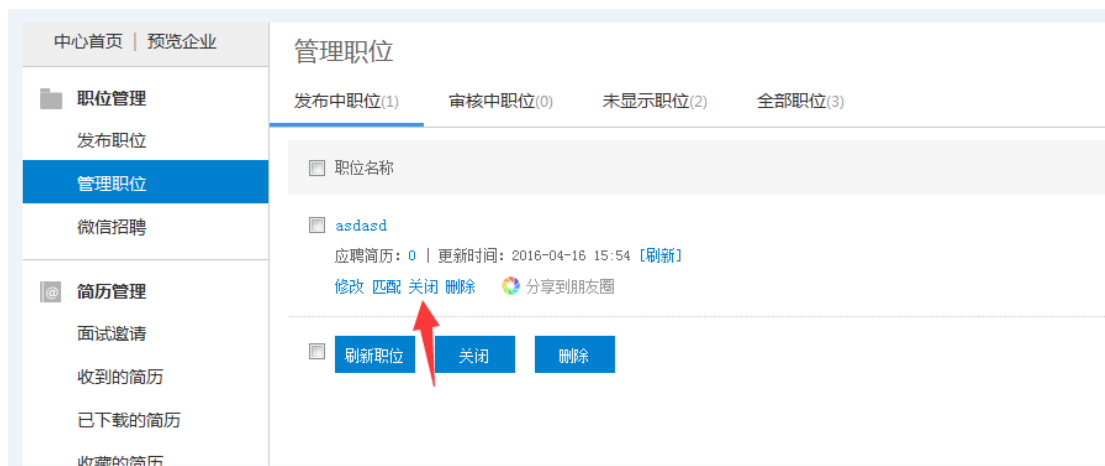 中心首页 | 预览企业
职位管理
发布职位
管理职位
微信招聘
简历管理
面试邀请
收到的简历
已下载的简历
收藏的简历
管理职位
发布中职位(1) 审核中职位(0) 未显示职位(2) 全部职位(3)
职位名称
asdasd
应聘简历: 0 | 更新时间: 2016-04-16 15:54 [刷新]
修改 匹配 关闭 删除 分享到朋友圈
刷新职位 关闭 删除